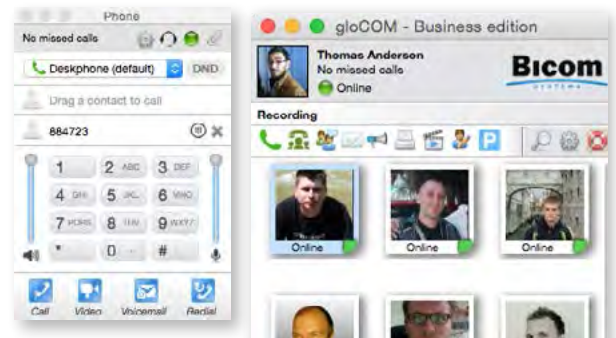 Phone
No missed calls
Deskphone (default)
DND
Drag a contact to call
884723
1
2 ABC
3 DEF
4 GHI
5 JKL
6 MNO
7 PQRS
8 TUV
9 WXYZ
*
0
#
Call
Video
Voicemail
Redial
gloCOM - Business edition
Thomas Anderson
No missed calls
Online
Bicom
SYSTEMS
Recording
P
Online
Online
Online